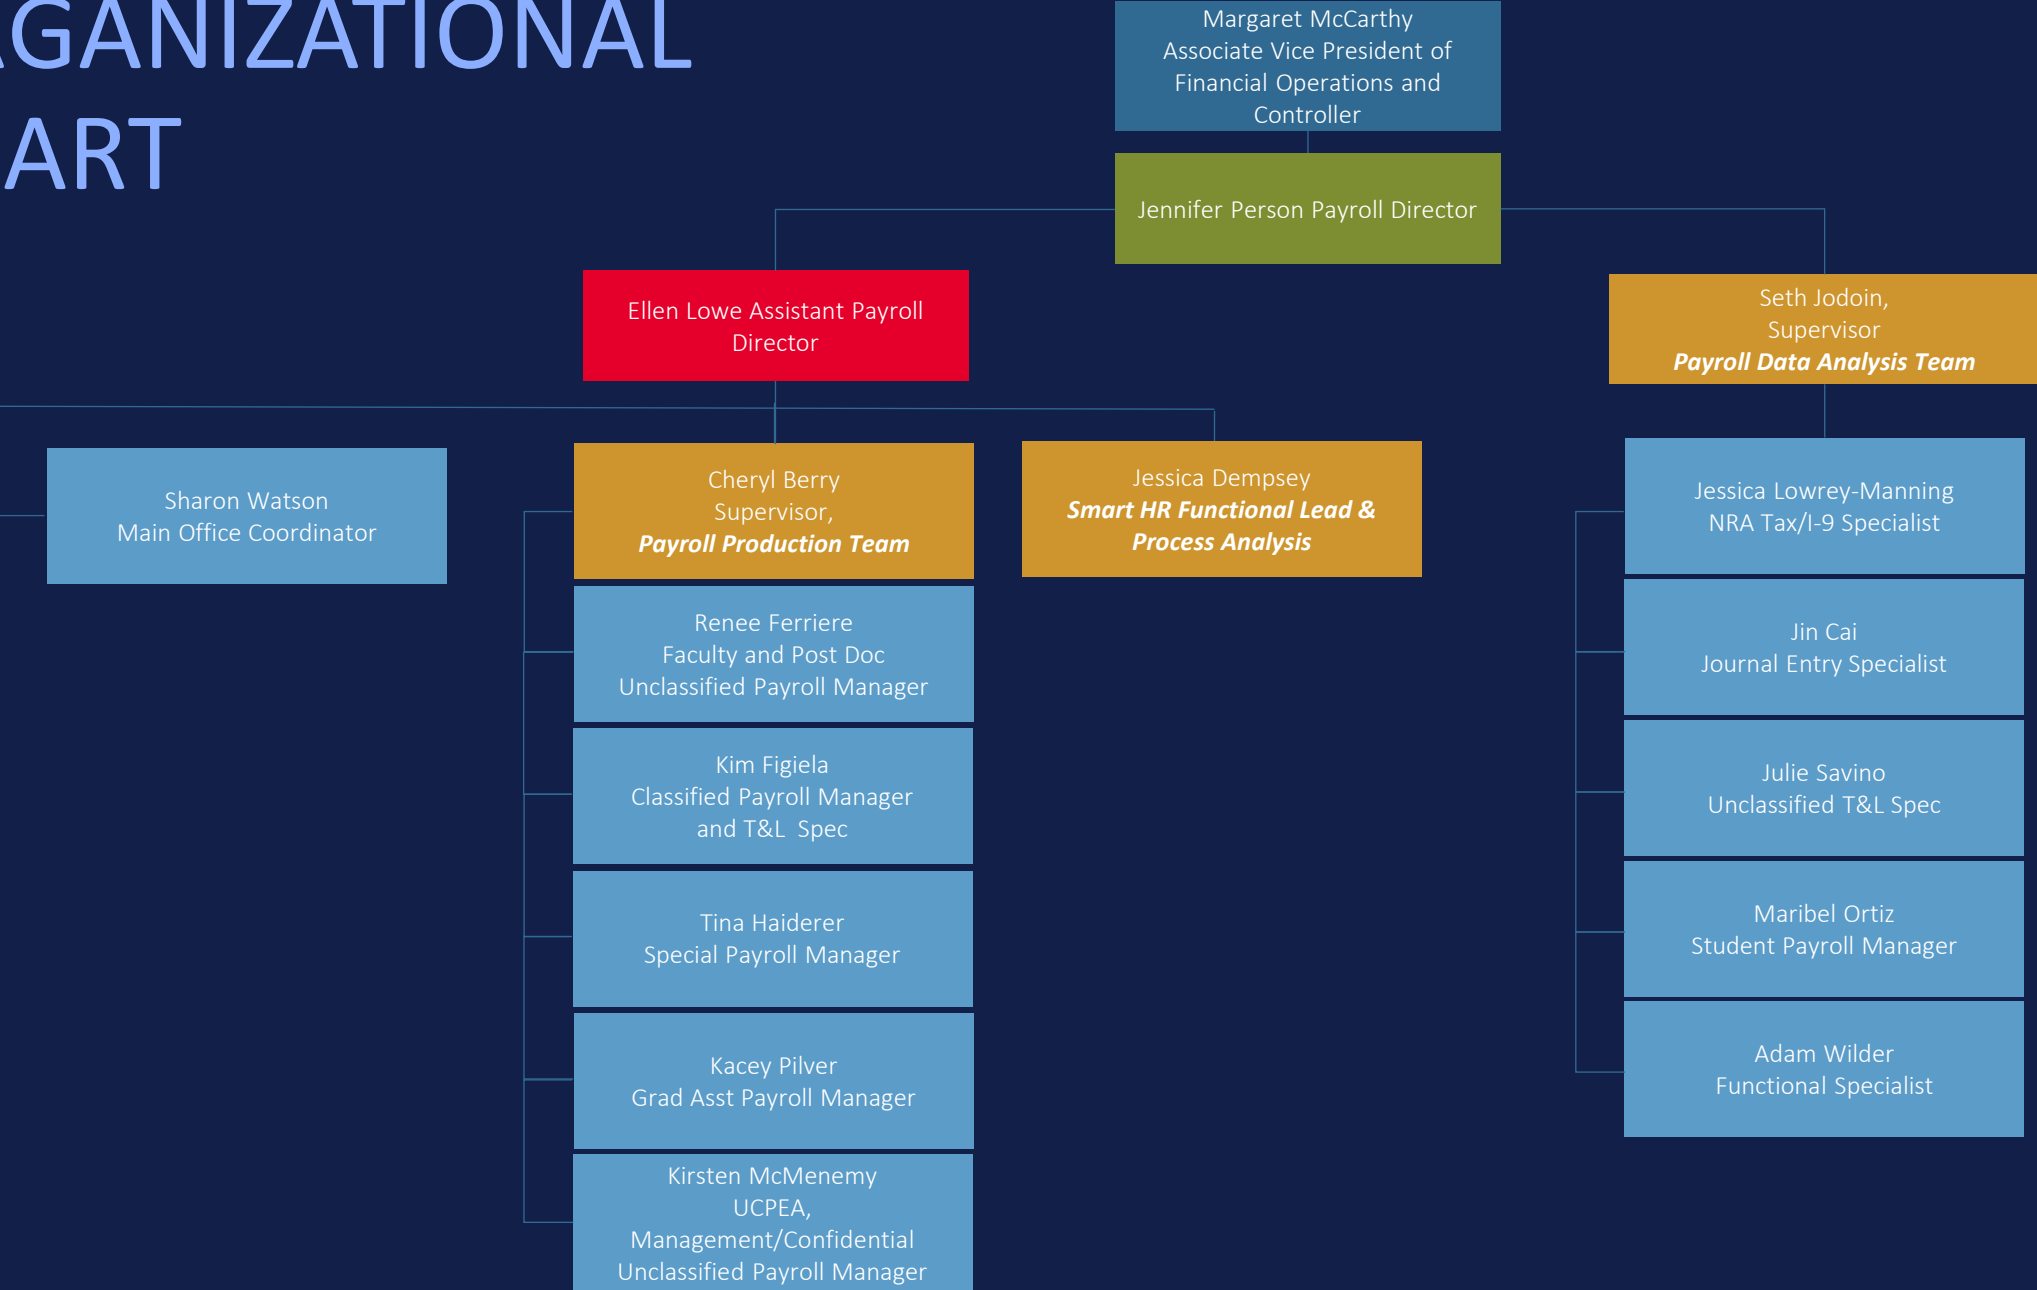 GANIZATIONAL
ART
Margaret McCarthy
Associate Vice President of
Financial Operations and
Controller
Jennifer Person Payroll Director
Ellen Lowe Assistant Payroll
Director
Seth Jodoin,
Supervisor
Payroll Data Analysis Team
Sharon Watson
Main Office Coordinator
Cheryl Berry
Supervisor,
Payroll Production Team
Jessica Dempsey
Smart HR Functional Lead &
Process Analysis
Jessica Lowrey-Manning
NRA Tax/I-9 Specialist
Renee Ferriere
Faculty and Post Doc
Unclassified Payroll Manager
Jin Cai
Journal Entry Specialist
Kim Figiela
Classified Payroll Manager
and T&L  Spec
Julie Savino
Unclassified T&L Spec
Tina Haiderer
Special Payroll Manager
Maribel Ortiz
Student Payroll Manager
Kacey Pilver
Grad Asst Payroll Manager
Adam Wilder
Functional Specialist
Kirsten McMenemy
UCPEA,
Management/Confidential
Unclassified Payroll Manager